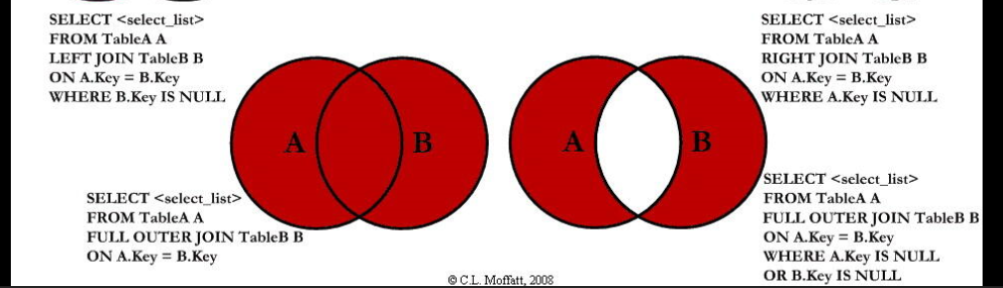 SELECT <select_list>
FROM TableA A
LEFT JOIN TableB B
ON A.Key = B.Key
WHERE B.Key IS NULL
SELECT <select_list>
FROM TableA A
RIGHT JOIN TableB B
ON A.Key = B.Key
WHERE A.Key IS NULL
A B
A B
SELECT <select_list>
FROM TableA A
FULL OUTER JOIN TableB B
ON A.Key = B.Key
SELECT <select_list>
FROM TableA A
FULL OUTER JOIN TableB B
ON A.Key = B.Key
WHERE A.Key IS NULL
OR B.Key IS NULL
© C.L. Moffatt, 2008